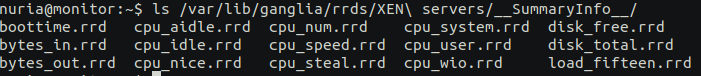 nuria@monitor:~$ ls /var/lib/ganglia/rrds/XEN\ servers/__SummaryInfo__/
boottime.rrd cpu_aidle.rrd cpu_num.rrd cpu_system.rrd disk_free.rrd
bytes_in.rrd cpu_idle.rrd cpu_speed.rrd cpu_user.rrd disk_total.rrd
bytes_out.rrd cpu_nice.rrd cpu_steal.rrd cpu_wio.rrd load_fifteen.rrd